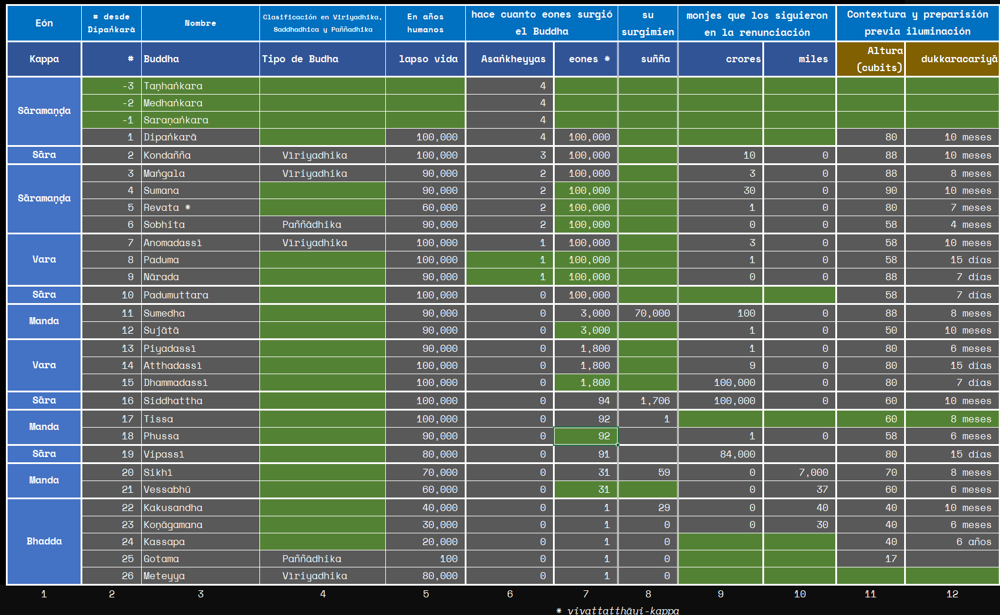 Eón # desde Dipaṅkarā Nombre Clasificación en Víriyadhika, Saddhadhica y Paññadhika En años humanos hace cuanto eones surgió el Buddha su surgimien monjes que los siguieron en la renunciación Contextura y preparisión previa iluminación
Kappa # Buddha Tipo de Budha lapso vida Asaṅkheyyas eones * suñña crores miles Altura (cubits) dukkaracariyā
Sāramaṇḍa
-3 Taṇhaṅkara 4
-2 Medhaṅkara 4
-1 Saraṇaṅkara 4
1 Dipaṅkarā 100,000 4 100,000 80 10 meses
Sāra
2 Kondañña Vīriyadhika 100,000 3 100,000 10 0 88 10 meses
Sāramaṇḍa
3 Maṅgala Vīriyadhika 90,000 2 100,000 3 0 88 8 meses
4 Sumana 90,000 2 100,000 30 0 90 10 meses
5 Revata * 60,000 2 100,000 1 0 80 7 meses
6 Sobhita Paññādhika 90,000 2 100,000 0 0 58 4 meses
Vara
7 Anomadassī Vīriyadhika 100,000 1 100,000 3 0 58 10 meses
8 Paduma 100,000 1 100,000 1 0 58 15 días
9 Nārada 90,000 1 100,000 0 0 88 7 días
Sāra
10 Padumuttara 100,000 0 100,000 58 7 días
Manda
11 Sumedha 90,000 0 3,000 70,000 100 0 88 8 meses
12 Sujātā 90,000 0 3,000 1 0 50 10 meses
Vara
13 Piyadassī 90,000 0 1,800 1 0 80 6 meses
14 Atthadassī 100,000 0 1,800 9 0 80 15 días
15 Dhammadassī 100,000 0 1,800 100,000 0 80 7 días
Sāra
16 Siddhattha 100,000 0 94 1,706 100,000 0 60 10 meses
Manda
17 Tissa 100,000 0 92 1 60 8 meses
18 Phussa 90,000 0 92 1 0 58 6 meses
Sāra
19 Vipassī 80,000 0 91 84,000 80 15 días
Manda
20 Sikhī 70,000 0 31 59 0 7,000 70 8 meses
21 Vessabhū 60,000 0 31 0 37 60 6 meses
Bhadda
22 Kakusandha 40,000 0 1 29 0 40 40 10 meses
23 Koṇāgamana 30,000 0 1 0 0 30 40 6 meses
24 Kassapa 20,000 0 1 0 40 6 años
25 Gotama Paññādhika 100 0 1 0 17
26 Meteyya Vīriyadhika 80,000 0 1 0
1 2 3 4 5 6 7 8 9 10 11 12
* vivattatthāyi-kappa